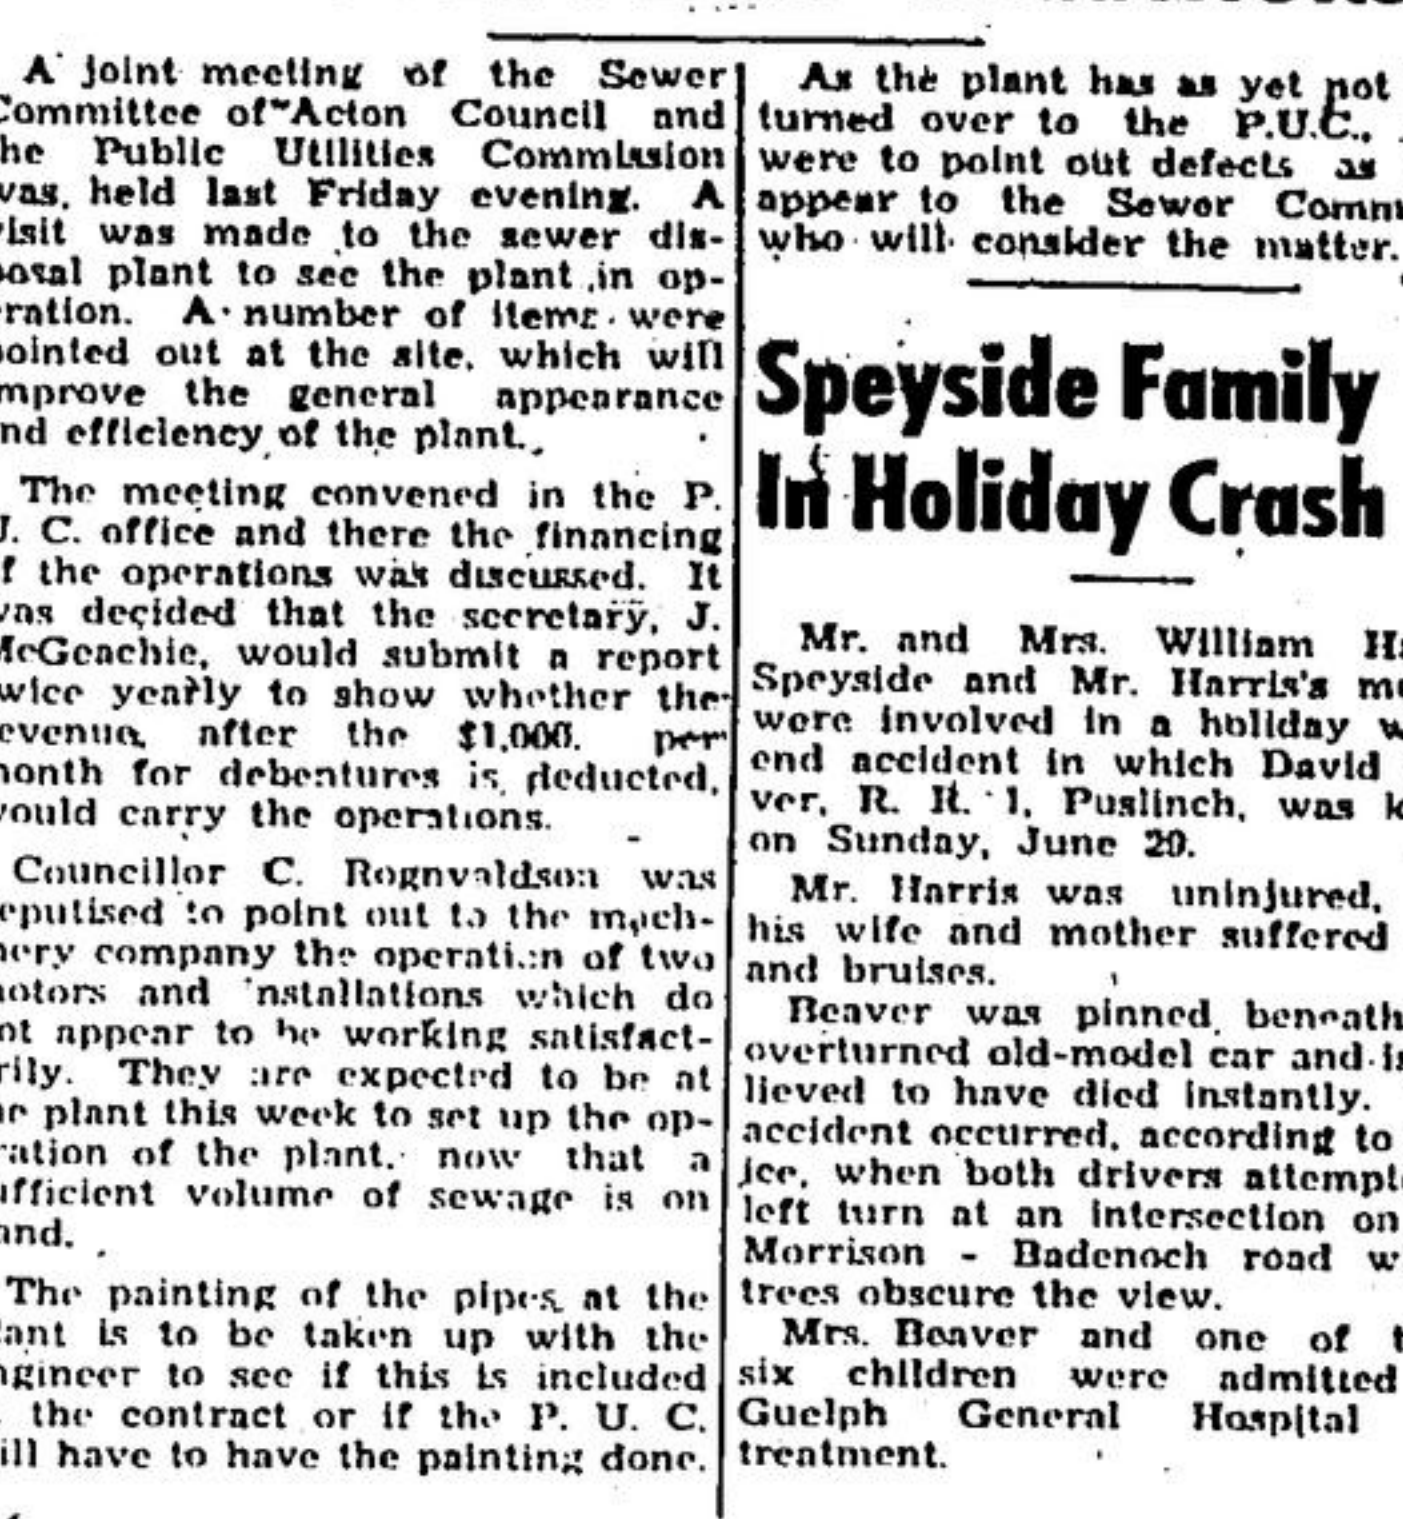 A joint meeting of the Sewer
Committee of Acton Council and
he Public Utilities Commission
was held last Friday evening. A
visit was made to the sewer dis-
posal plant to see the plant in op-
ration. A number of items were
pointed out at the site, which will
mprove the general appearance
nd efficiency of the plant.
The meeting convened in the P.
U. C. office and there the financing
f the operations was discussed. It
was decided that the secretary, J.
McGeachie, would submit a report
wice yearly to show whether the
evenue, after the $1,000. per
month for debentures is deducted,
would carry the operations.
Councillor C. Rognvaldson was
eputised to point out to the mach-
nery company the operation of two
motors and installations which do
ot appear to be working satisfact-
rily. They are expected to be at
he plant this week to set up the op-
ration of the plant, now that a
ufficient volume of sewage is on
and.
The painting of the pipes at the
lant is to be taken up with the
ngineer to see if this is included
the contract or if the P. U. C.
ill have to have the painting done.
As the plant has as yet not
turned over to the P.U.C.,
were to point out defects as
appear to the Sewer Comm
who will consider the matter.
Speyside Family
In Holiday Crash
Mr. and Mrs. William Ha
Speyside and Mr. Harris's mo
were involved in a holiday w
end accident in which David
ver, R. R. 1, Puslinch, was k
on Sunday, June 20.
Mr. Harris was uninjured,
his wife and mother suffered
and bruises.
Beaver was pinned beneath
overturned old-model car and is
lieved to have died instantly.
accident occurred, according to
ice, when both drivers attempt
left turn at an intersection on
Morrison - Badenoch road w
trees obscure the view.
Mrs. Beaver and one of t
six children were admitted
Guelph General Hospital
treatment.